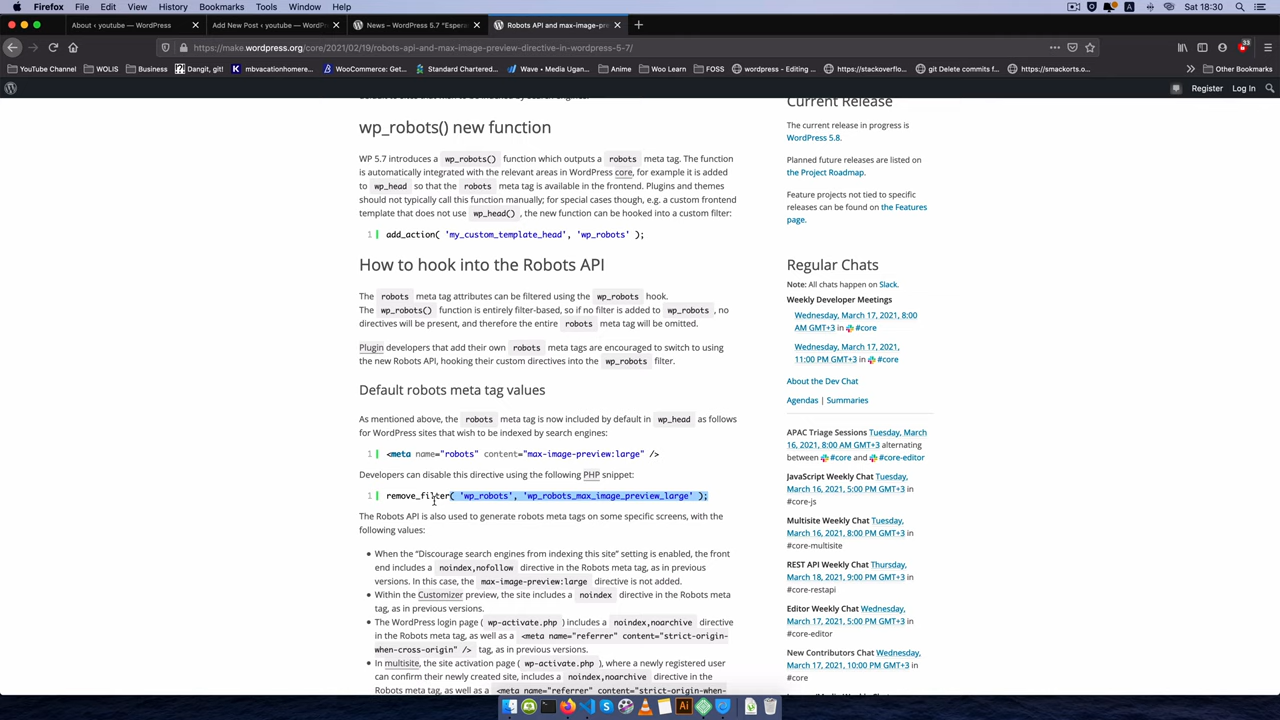 Firefox File Edit View History Bookmarks Tools Window Help
Sat 18:30
About ‹ youtube — WordPress
Add New Post ‹ youtube — WordP
News – WordPress 5.7 "Espera
Robots API and max-image-pre
https://make.wordpress.org/core/2021/02/19/robots-api-and-max-image-preview-directive-in-wordpress-5-7/
33
YouTube Channel WOLIS Business Dangit, git! mbvacationhomere... WooCommerce: Get... Standard Chartered... Wave • Media Ugan... Anime Woo Learn FOSS wordpress - Editing ... https://stackoverflo... git Delete commits f... https://smackorts.o... Other Bookmarks
Register Log In
wp_robots() new function
WP 5.7 introduces a wp_robots() function which outputs a robots meta tag. The function
is automatically integrated with the relevant areas in WordPress core, for example it is added
to wp_head so that the robots meta tag is available in the frontend. Plugins and themes
should not typically call this function manually; for special cases though, e.g. a custom frontend
template that does not use wp_head() , the new function can be hooked into a custom filter:
1 add_action( 'my_custom_template_head', 'wp_robots' );
How to hook into the Robots API
The robots meta tag attributes can be filtered using the wp_robots hook.
The wp_robots() function is entirely filter-based, so if no filter is added to wp_robots , no
directives will be present, and therefore the entire robots meta tag will be omitted.
Plugin developers that add their own robots meta tags are encouraged to switch to using
the new Robots API, hooking their custom directives into the wp_robots filter.
Default robots meta tag values
As mentioned above, the robots meta tag is now included by default in wp_head as follows
for WordPress sites that wish to be indexed by search engines:
1 <meta name="robots" content="max-image-preview:large" />
Developers can disable this directive using the following PHP snippet:
1 remove_filter( 'wp_robots', 'wp_robots_max_image_preview_large' );
The Robots API is also used to generate robots meta tags on some specific screens, with the
following values:
When the “Discourage search engines from indexing this site” setting is enabled, the front
end includes a noindex,nofollow directive in the Robots meta tag, as in previous
versions. In this case, the max-image-preview:large directive is not added.
Within the Customizer preview, the site includes a noindex directive in the Robots meta
tag, as in previous versions.
The WordPress login page ( wp-activate.php ) includes a noindex,noarchive directive
in the Robots meta tag, as well as a <meta name="referrer" content="strict-origin-
when-cross-origin" /> tag, as in previous versions.
In multisite, the site activation page ( wp-activate.php ), where a newly registered user
can confirm their newly created site, includes a noindex,noarchive directive in the
Robots meta tag, as well as a <meta name="referrer" content="strict-origin-when-
Current Release
The current release in progress is
WordPress 5.8.
Planned future releases are listed on
the Project Roadmap.
Feature projects not tied to specific
releases can be found on the Features
page.
Regular Chats
Note: All chats happen on Slack.
Weekly Developer Meetings
Wednesday, March 17, 2021, 8:00
AM GMT+3 in #core
Wednesday, March 17, 2021,
11:00 PM GMT+3 in #core
About the Dev Chat
Agendas | Summaries
APAC Triage Sessions Tuesday, March
16, 2021, 8:00 AM GMT+3 alternating
between #core and #core-editor
JavaScript Weekly Chat Tuesday,
March 16, 2021, 5:00 PM GMT+3 in
#core-js
Multisite Weekly Chat Tuesday,
March 16, 2021, 8:00 PM GMT+3 in
#core-multisite
REST API Weekly Chat Thursday,
March 18, 2021, 9:00 PM GMT+3 in
#core-restapi
Editor Weekly Chat Wednesday,
March 17, 2021, 5:00 PM GMT+3 in
#core-editor
New Contributors Chat Wednesday,
March 17, 2021, 10:00 PM GMT+3 in
#core